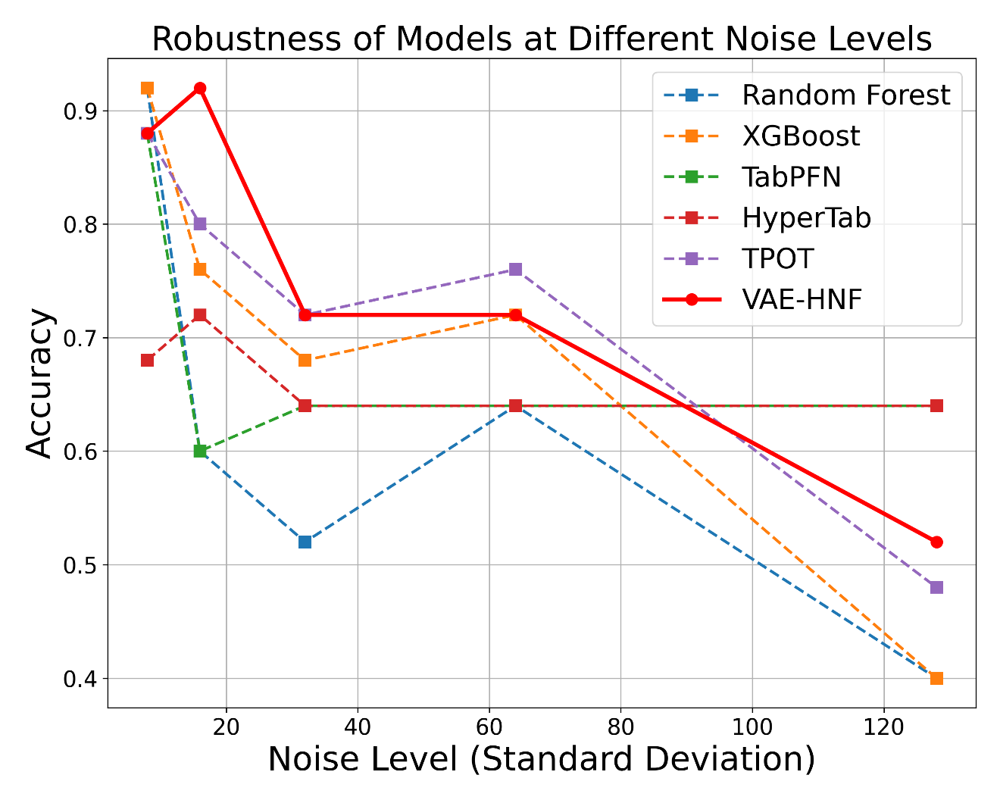 Robustness of Models at Different Noise Levels
Accuracy
0.9
0.8
0.7
0.6
0.5
0.4
Random Forest
XGBoost
TabPFN
HyperTab
TPOT
VAE-HNF
20 40 60 80 100 120
Noise Level (Standard Deviation)